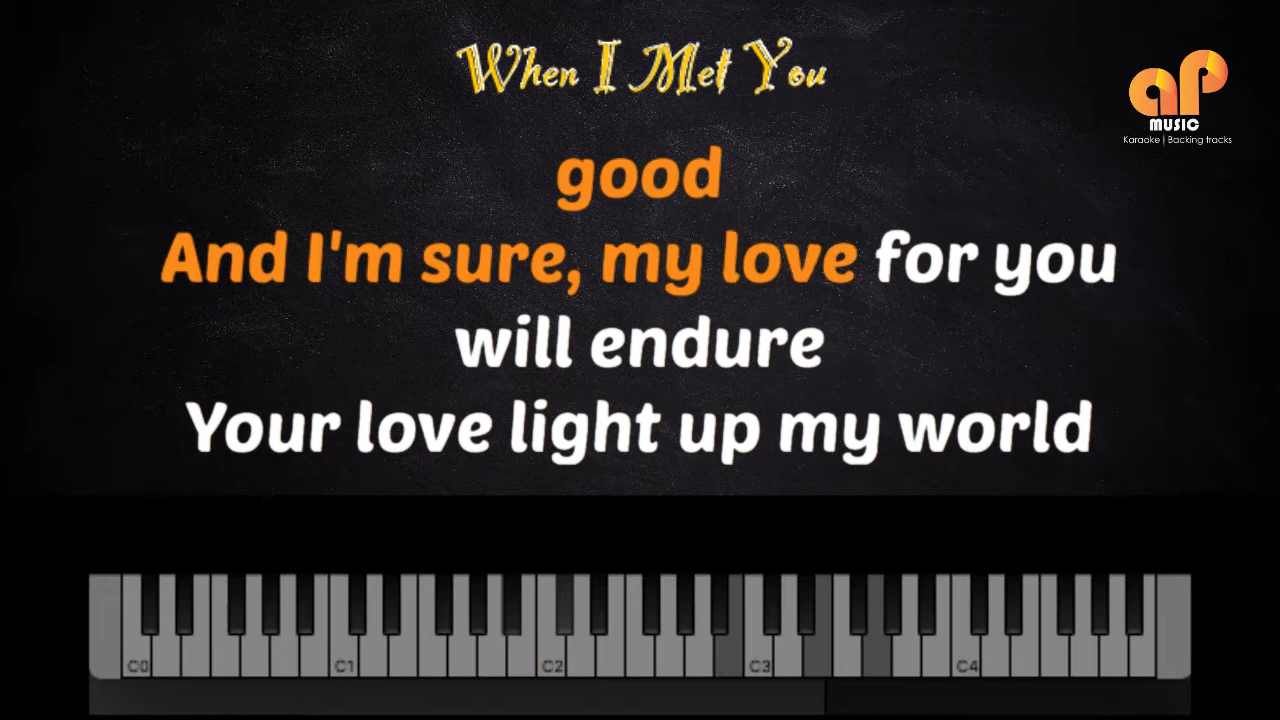 When I Met You
aP
MUSIC
Karaoke | Backing tracks
good
And I'm sure, my love for you
will endure
Your love light up my world
C0 C1 C2 C3 C4